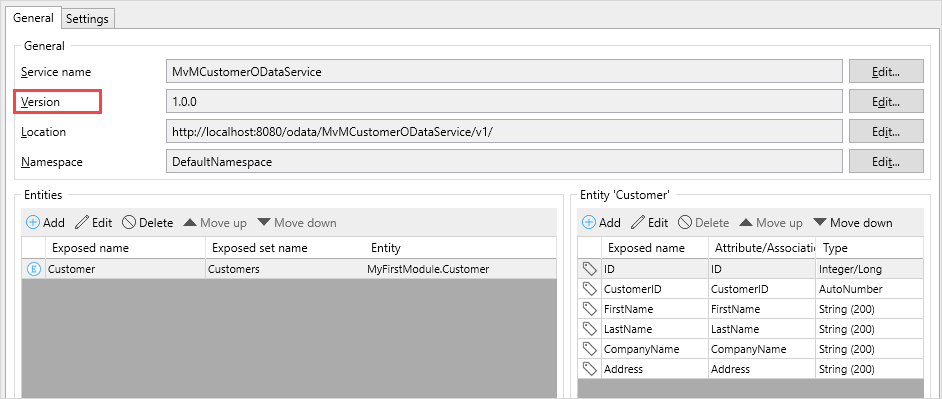 General Settings
General
Service name MvMCustomerODataService Edit...
Version 1.0.0 Edit...
Location http://localhost:8080/odata/MvMCustomerODataService/v1/ Edit...
Namespace DefaultNamespace Edit...
Entities
Add Edit Delete Move up Move down
Exposed name Exposed set name Entity
Customer Customers MyFirstModule.Customer
Entity 'Customer'
Add Edit Delete Move up Move down
Exposed name Attribute/Associatio Type
ID ID Integer/Long
CustomerID CustomerID AutoNumber
FirstName FirstName String (200)
LastName LastName String (200)
CompanyName CompanyName String (200)
Address Address String (200)